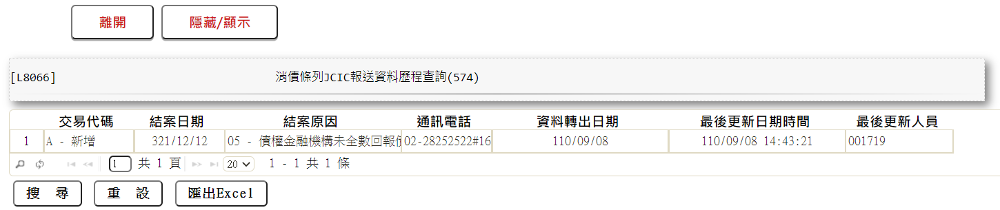 離開 隱藏/顯示
[L8066] 消債條列JCIC報送資料歷程查詢(574)
交易代碼 結案日期 結案原因 通訊電話 資料轉出日期 最後更新日期時間 最後更新人員
1 A - 新增 321/12/12 05 - 債權金融機構未全數回報債 02-28252522#16 110/09/08 110/09/08 14:43:21 001719
1 共 1 頁 20 1 - 1 共 1 條
搜 尋 重 設 匯出Excel